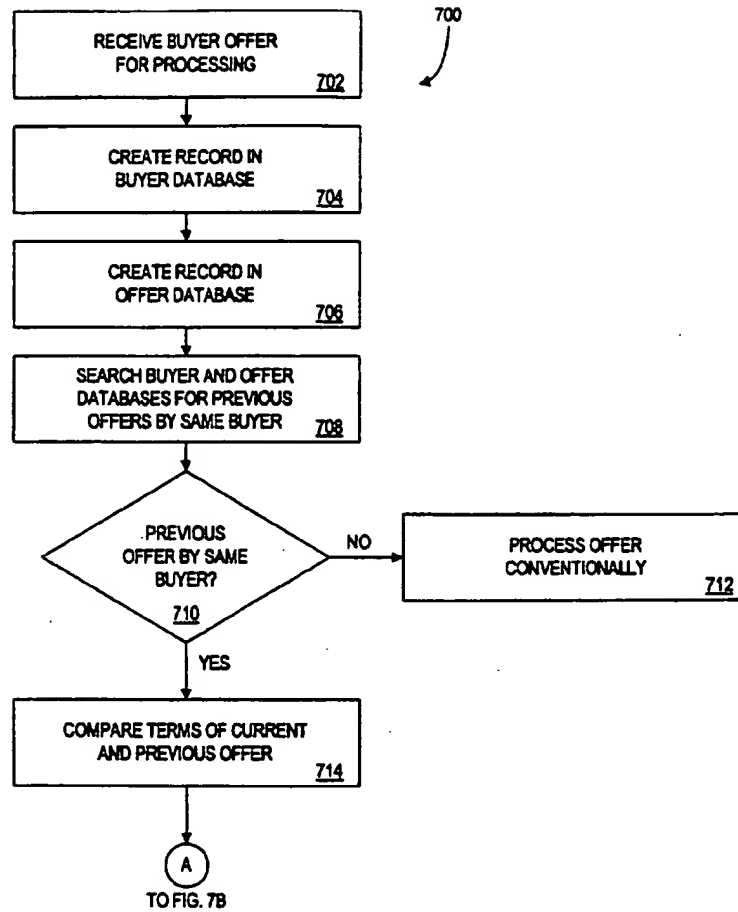 700
RECEIVE BUYER OFFER
FOR PROCESSING
702
CREATE RECORD IN
BUYER DATABASE
704
CREATE RECORD IN
OFFER DATABASE
706
SEARCH BUYER AND OFFER
DATABASES FOR PREVIOUS
OFFERS BY SAME BUYER
708
PREVIOUS
OFFER BY SAME
BUYER?
710
NO
PROCESS OFFER
CONVENTIONALLY
712
YES
COMPARE TERMS OF CURRENT
AND PREVIOUS OFFER
714
A
TO FIG. 7B